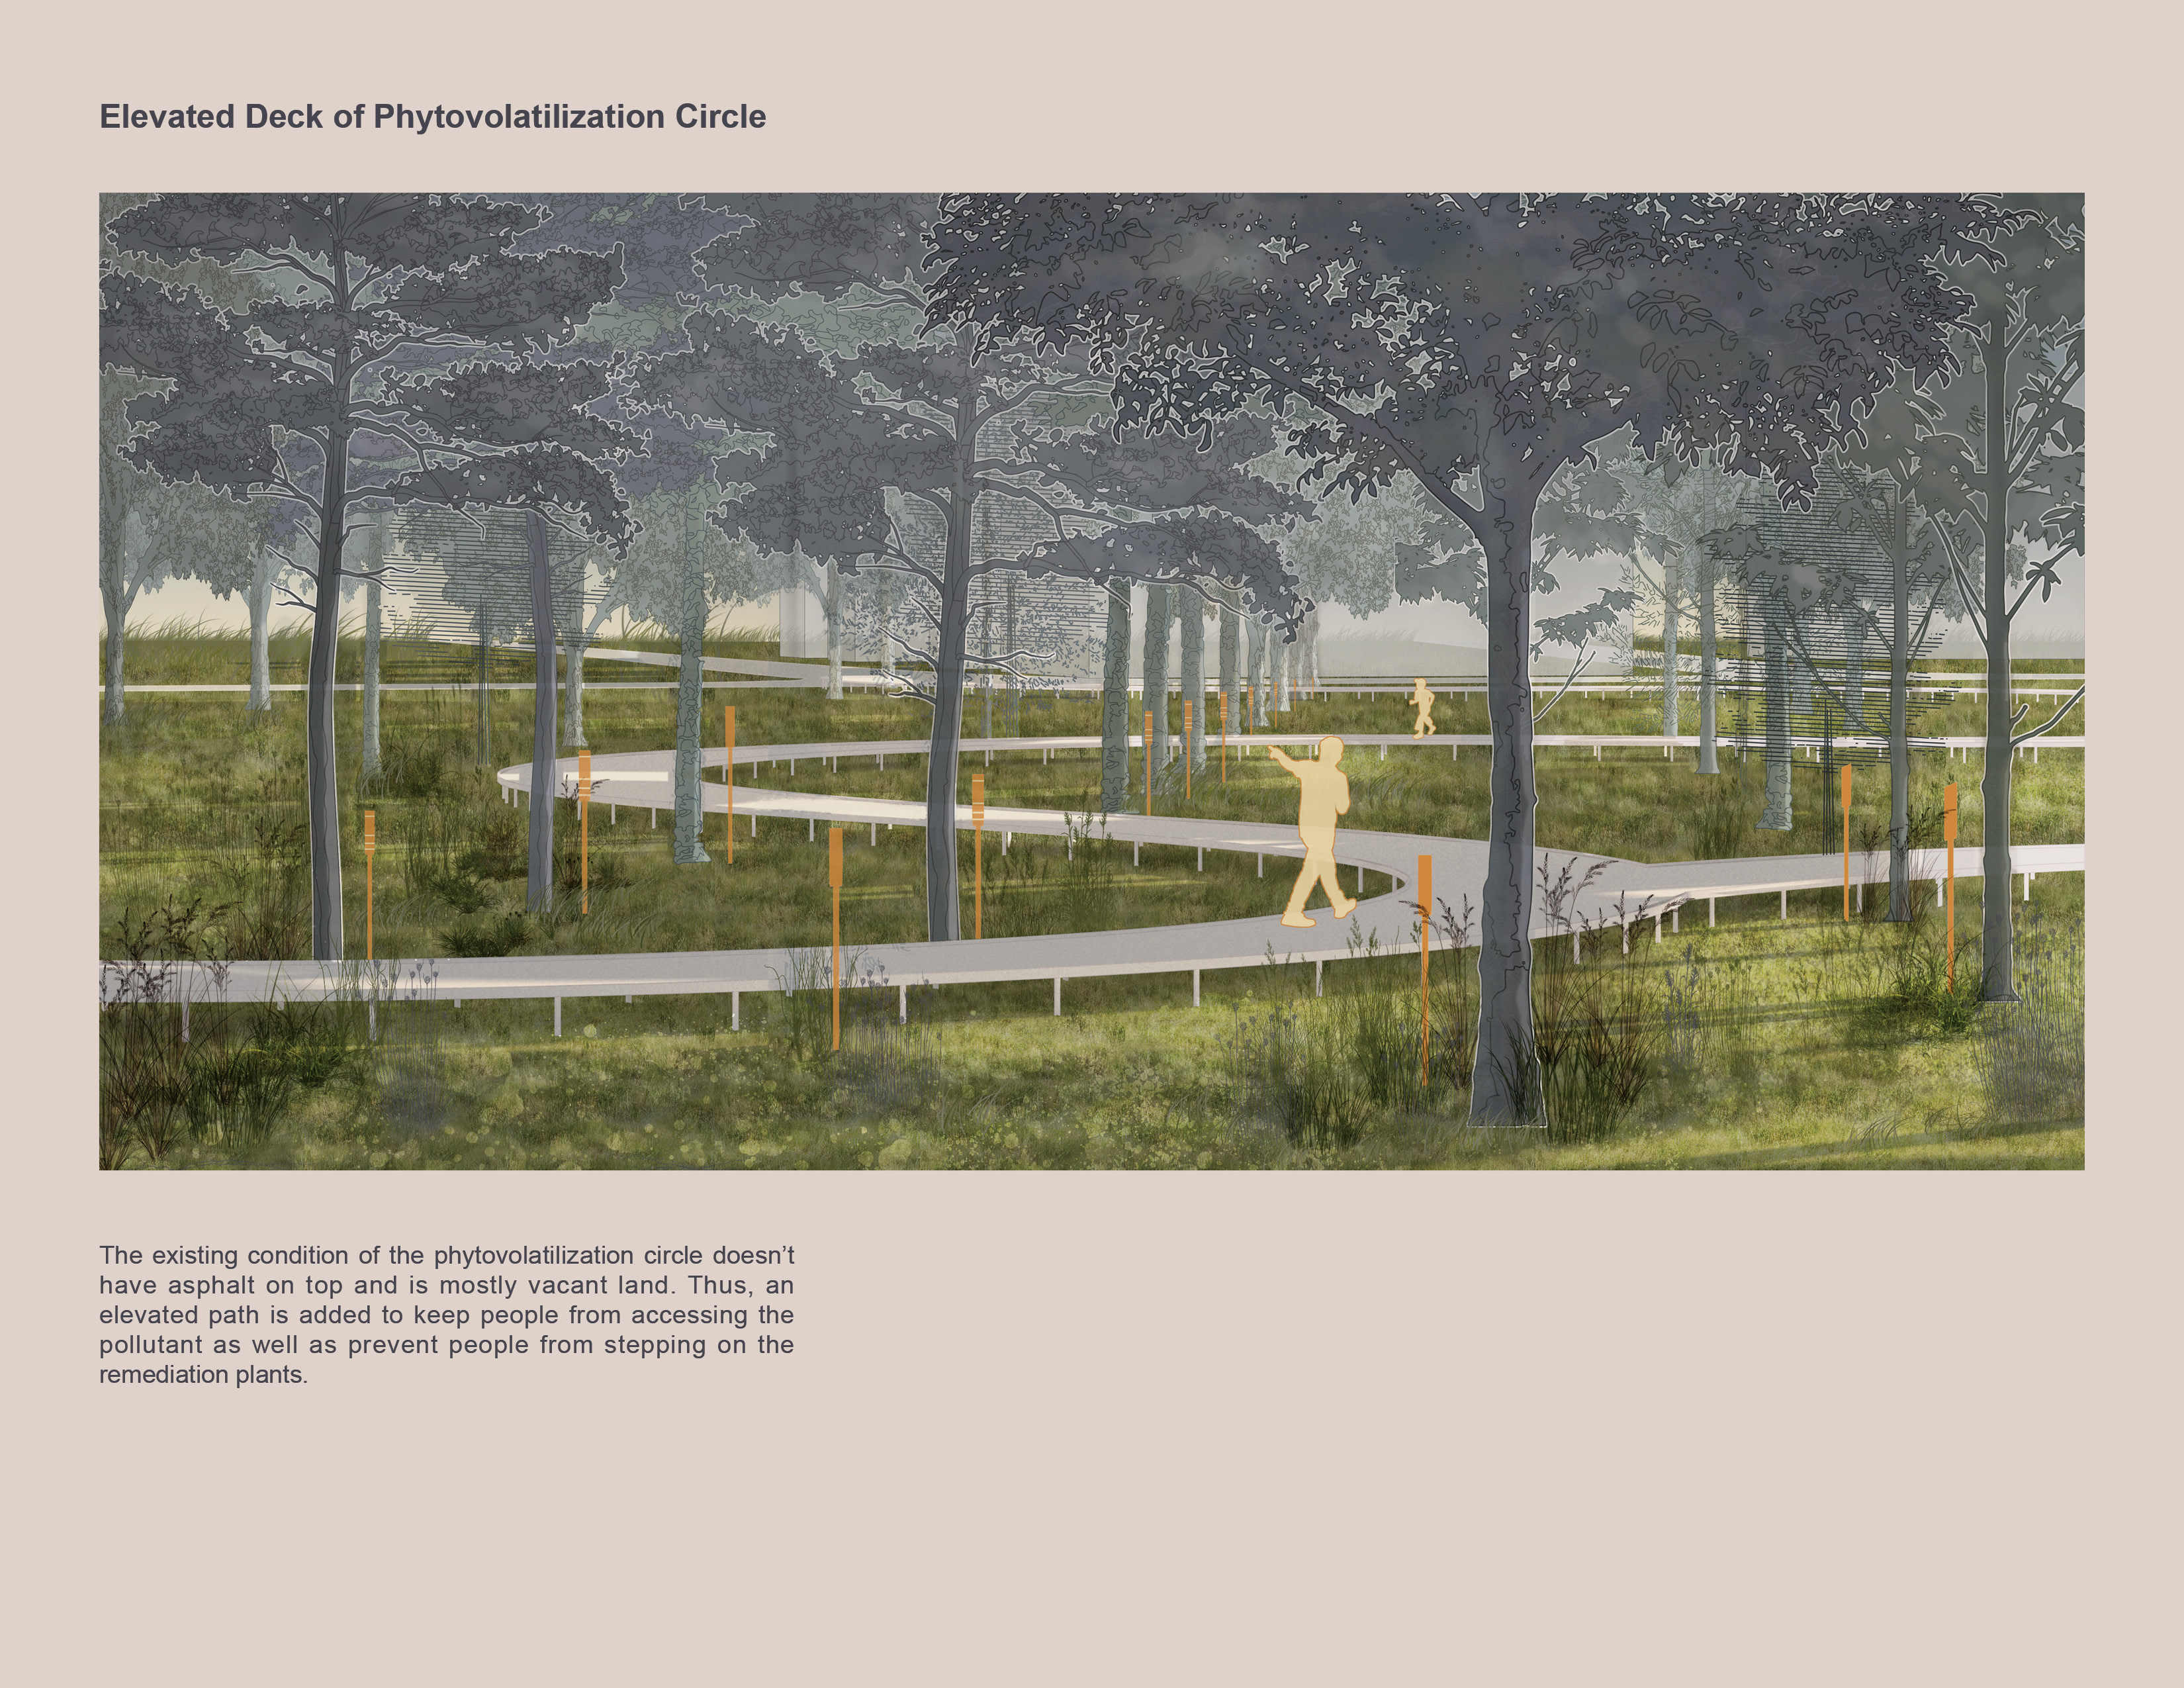 Elevated Deck of Phytovolatilization Circle
The existing condition of the phytovolatilization circle doesn’t
have asphalt on top and is mostly vacant land. Thus, an
elevated path is added to keep people from accessing the
pollutant as well as prevent people from stepping on the
remediation plants.